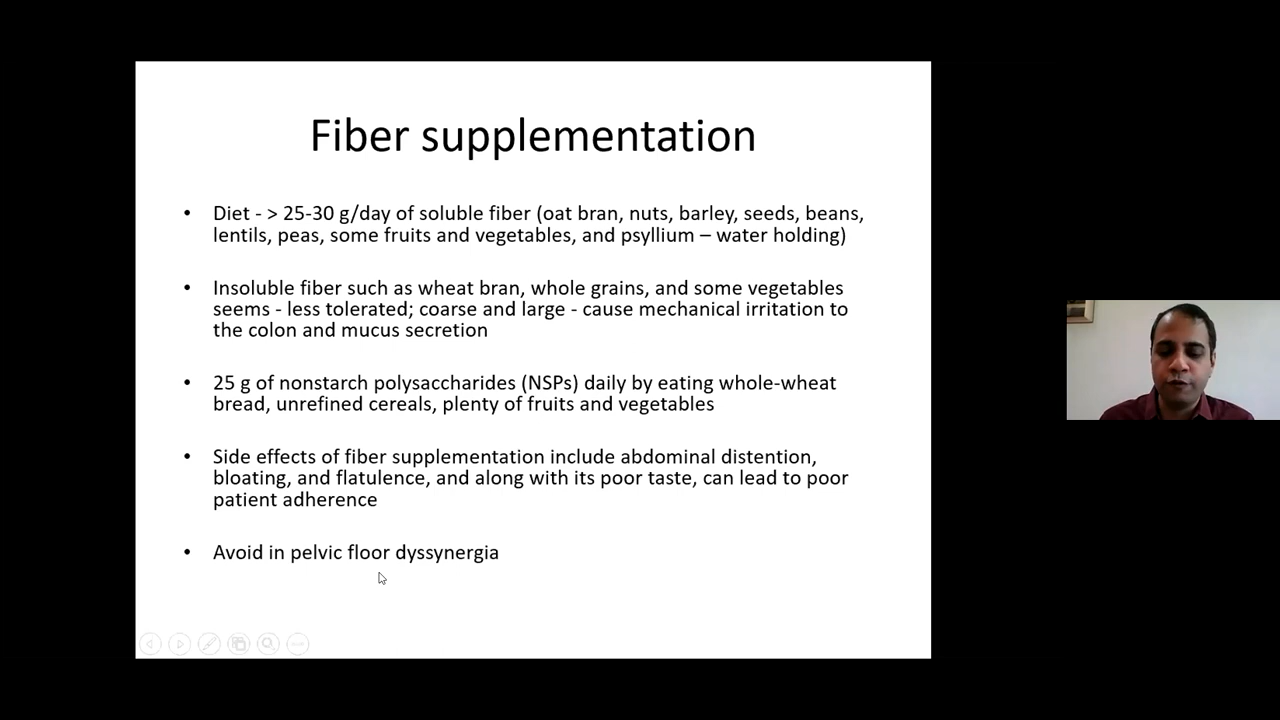 Fiber supplementation
• Diet - > 25-30 g/day of soluble fiber (oat bran, nuts, barley, seeds, beans,
lentils, peas, some fruits and vegetables, and psyllium – water holding)
• Insoluble fiber such as wheat bran, whole grains, and some vegetables
seems - less tolerated; coarse and large - cause mechanical irritation to
the colon and mucus secretion
• 25 g of nonstarch polysaccharides (NSPs) daily by eating whole-wheat
bread, unrefined cereals, plenty of fruits and vegetables
• Side effects of fiber supplementation include abdominal distention,
bloating, and flatulence, and along with its poor taste, can lead to poor
patient adherence
• Avoid in pelvic floor dyssynergia